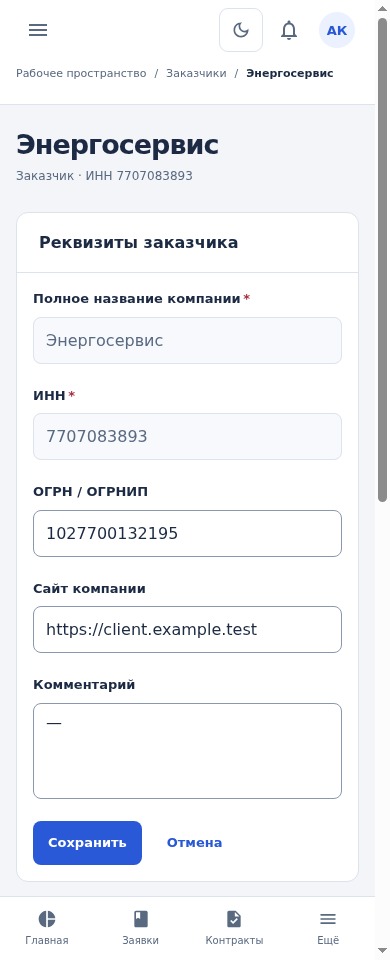 АК
Рабочее пространство / Заказчики / Энергосервис
Энергосервис
Заказчик · ИНН 7707083893
Реквизиты заказчика
Полное название компании *
Энергосервис
ИНН *
7707083893
ОГРН / ОГРНИП
1027700132195
Сайт компании
https://client.example.test
Комментарий
—
Сохранить Отмена
Главная Заявки Контракты Ещё